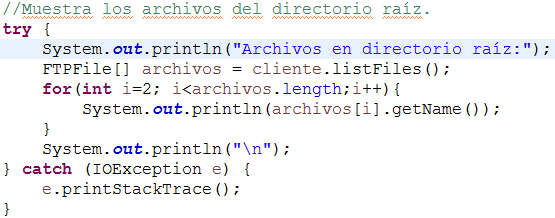 //Muestra los archivos del directorio raíz.
try {
    System.out.println("Archivos en directorio raíz:");
    FTPFile[] archivos = cliente.listFiles();
    for(int i=2; i<archivos.length;i++){
        System.out.println(archivos[i].getName());
    }
    System.out.println("\n");
} catch (IOException e) {
    e.printStackTrace();
}